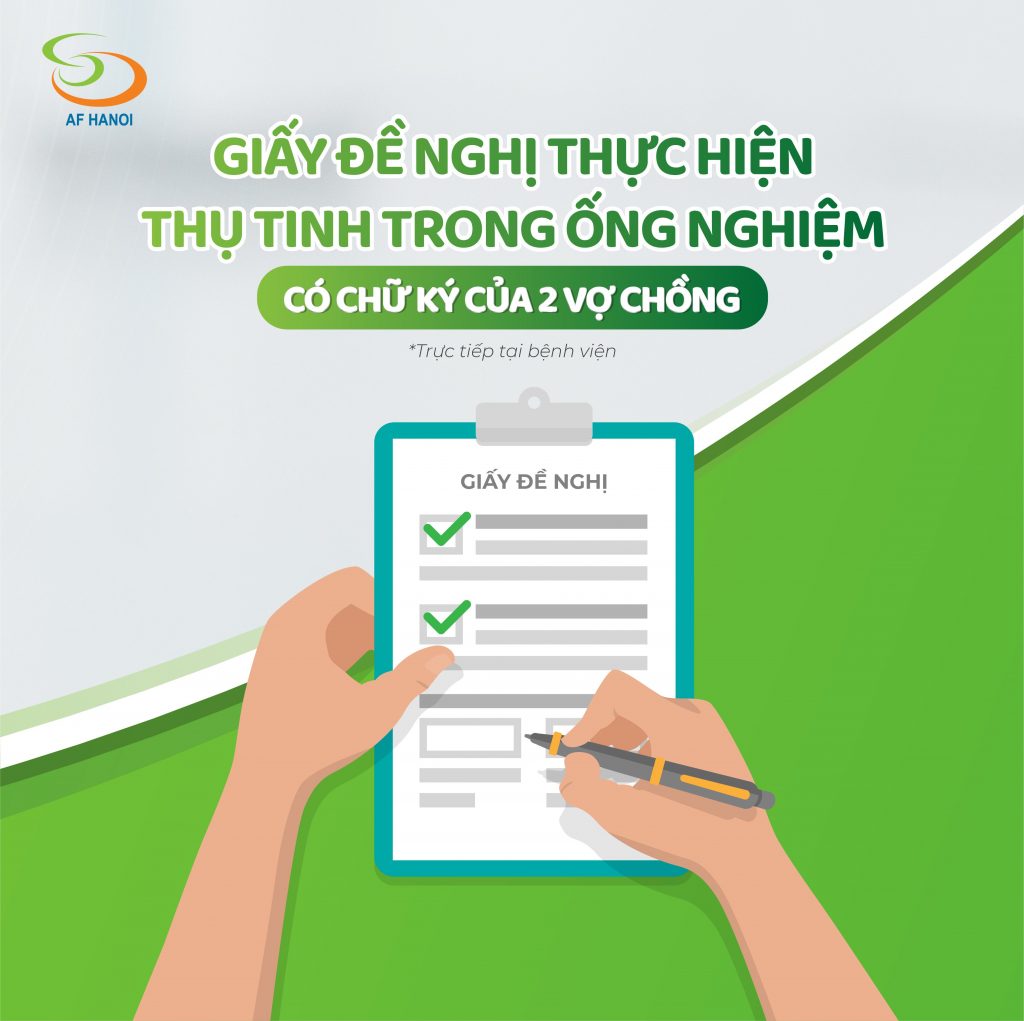 AF HANOI
GIẤY ĐỀ NGHỊ THỰC HIỆN
THỤ TINH TRONG ỐNG NGHIỆM
CÓ CHỮ KÝ CỦA 2 VỢ CHỒNG
*Trực tiếp tại bệnh viện
GIẤY ĐỀ NGHỊ